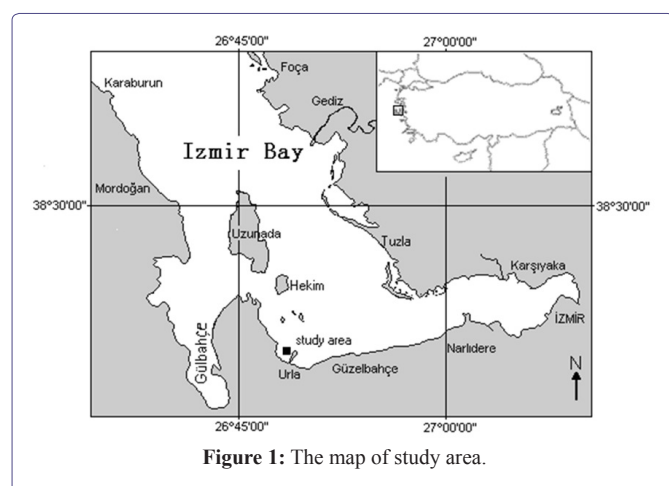 26°45'00" 27°00'00"
Foça
Karaburun
Gediz
Izmir Bay
Mordoğan
38°30'00" 38°30'00"
Uzunada
Tuzla
Karşıyaka
Hekim
İZMİR
study area
Gülbahçe
Narlıdere
Urla
Güzelbahçe
N
26°45'00" 27°00'00"
Figure 1: The map of study area.